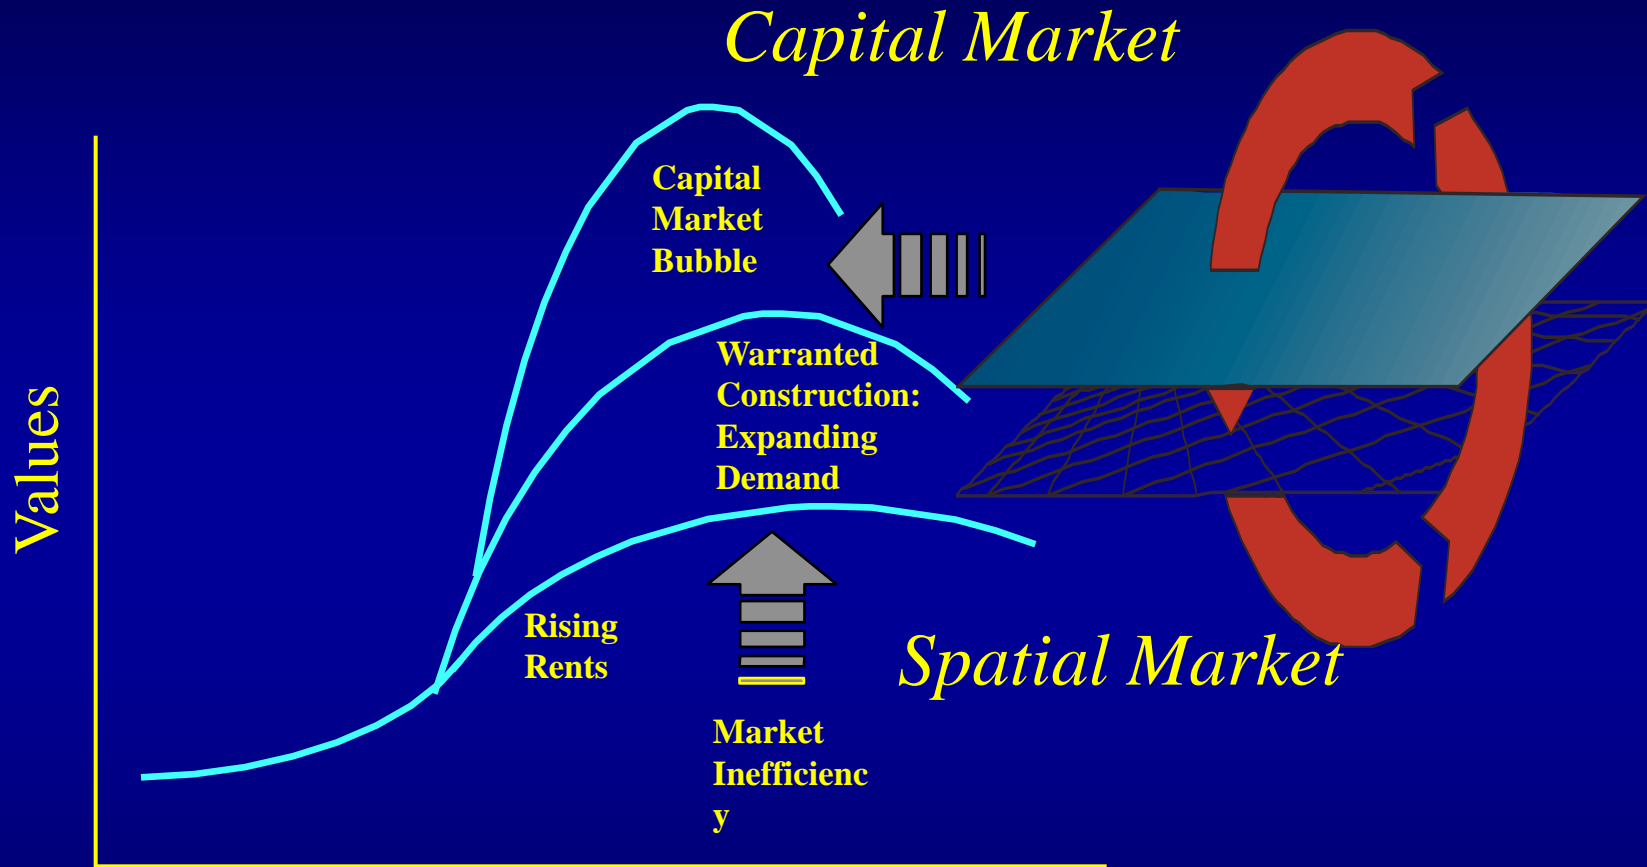 Capital Market
Capital
Market
Bubble
Warranted
Construction:
Expanding
Demand
Values
Rising
Rents
Spatial Market
Market
Inefficienc
y